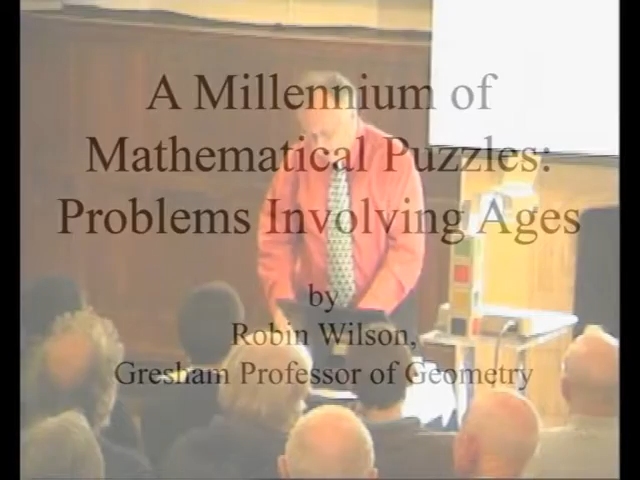 A Millennium of
Mathematical Puzzles:
Problems Involving Ages
by
Robin Wilson,
Gresham Professor of Geometry